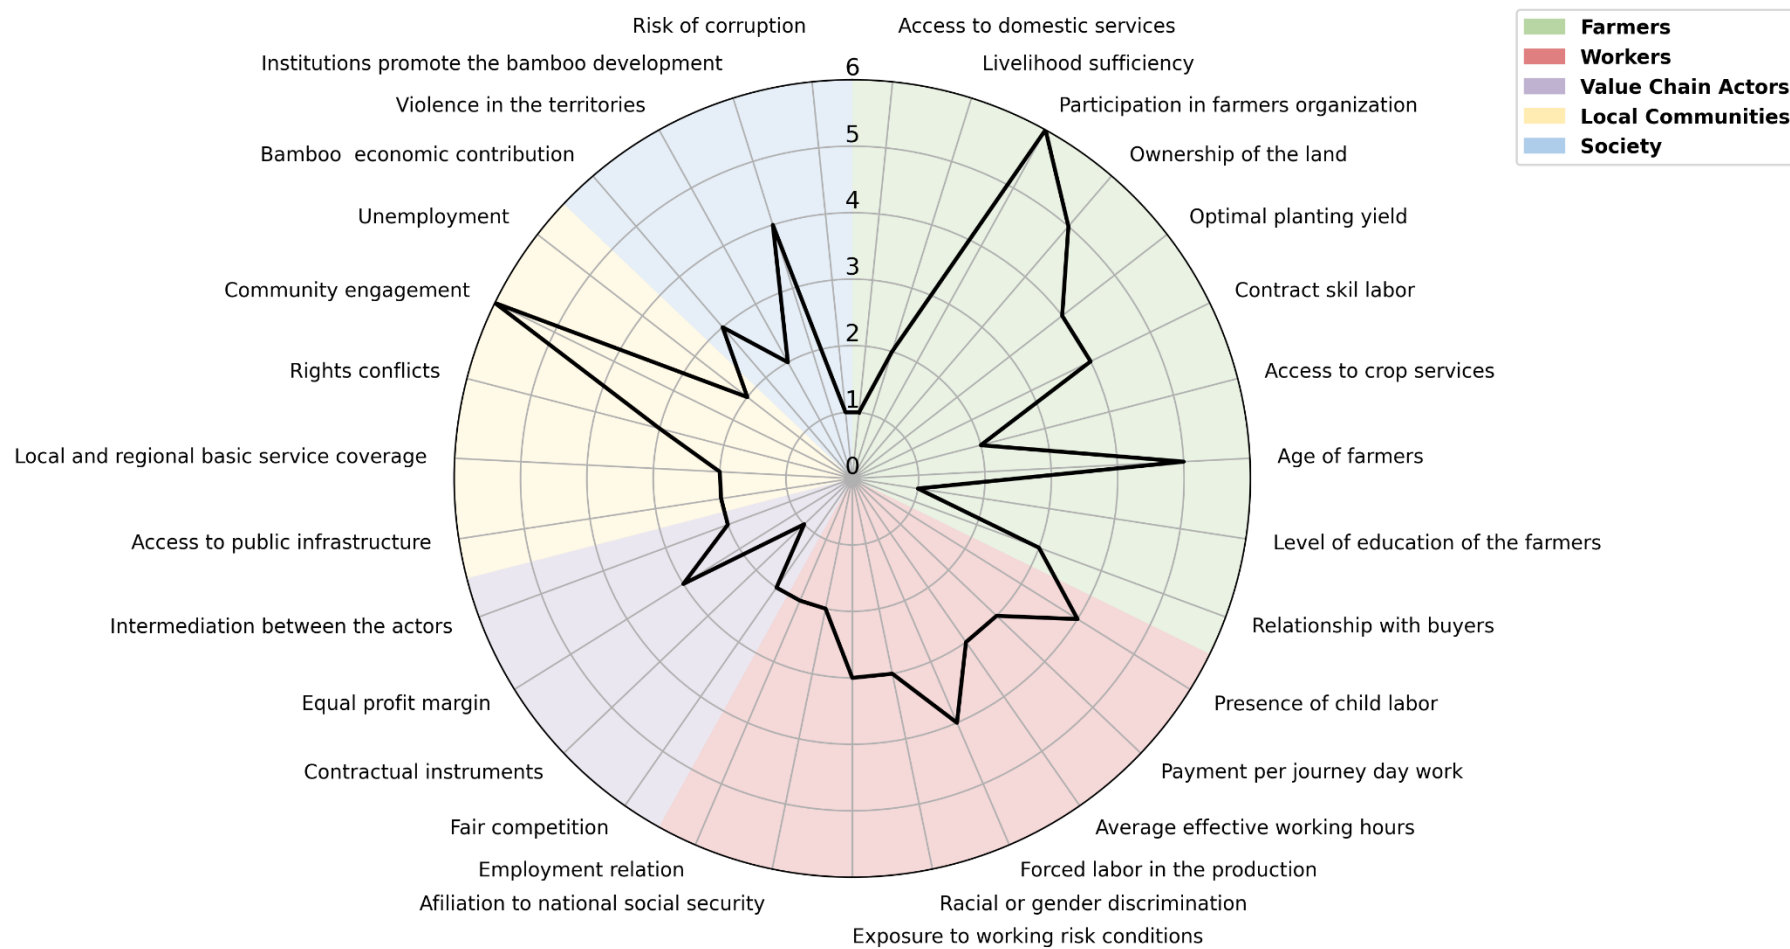 Risk of corruption
Access to domestic services
Institutions promote the bamboo development
Livelihood sufficiency
Violence in the territories
Participation in farmers organization
Bamboo  economic contribution
Ownership of the land
Unemployment
Optimal planting yield
Community engagement
Contract skil labor
Rights conflicts
Access to crop services
Local and regional basic service coverage
Age of farmers
Access to public infrastructure
Level of education of the farmers
Intermediation between the actors
Relationship with buyers
Equal profit margin
Presence of child labor
Contractual instruments
Payment per journey day work
Fair competition
Average effective working hours
Employment relation
Forced labor in the production
Afiliation to national social security
Racial or gender discrimination
Exposure to working risk conditions
6
5
4
3
2
1
0
Farmers
Workers
Value Chain Actors
Local Communities
Society